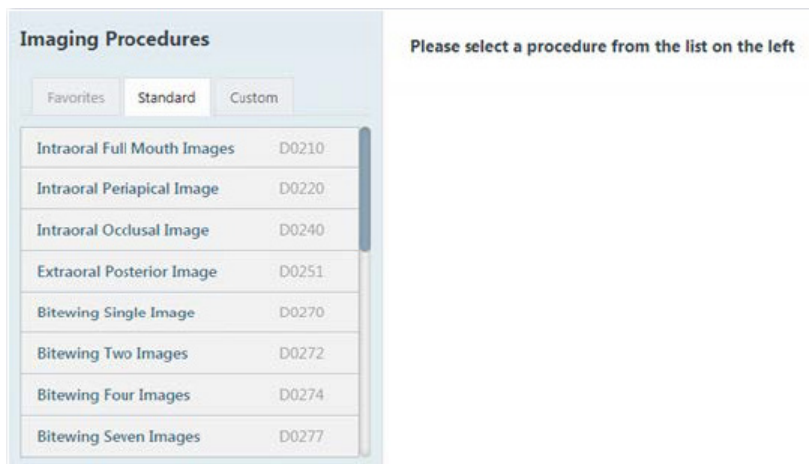 Imaging Procedures
Please select a procedure from the list on the left
Favorites Standard Custom
Intraoral Full Mouth Images D0210
Intraoral Periapical Image D0220
Intraoral Occlusal Image D0240
Extraoral Posterior Image D0251
Bitewing Single Image D0270
Bitewing Two Images D0272
Bitewing Four Images D0274
Bitewing Seven Images D0277